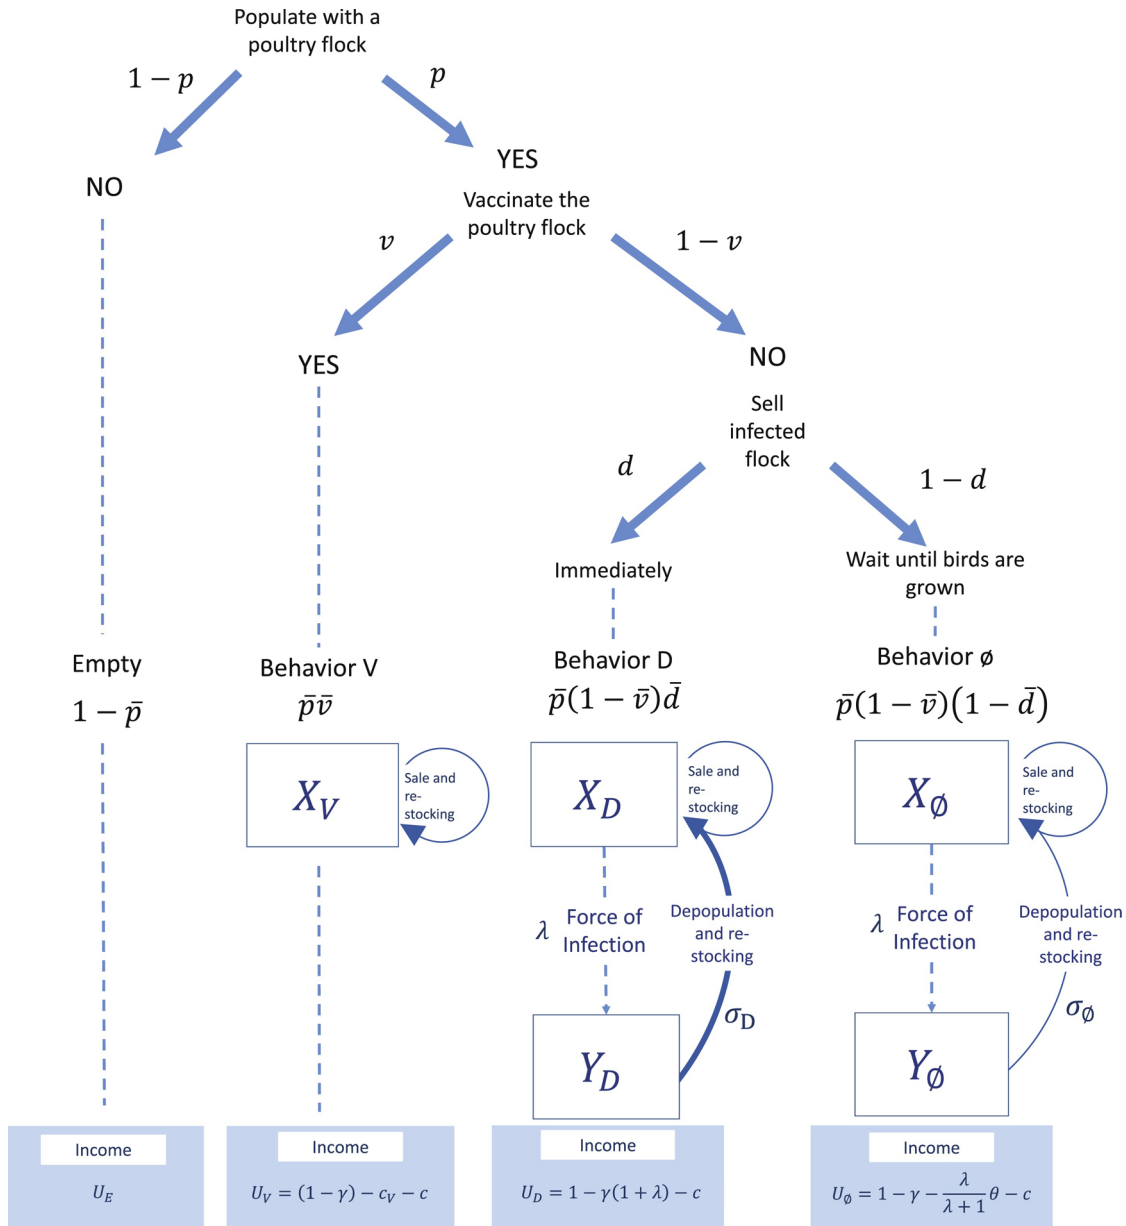 Populate with a
poultry flock
1 − p
p
NO
YES
Vaccinate the
poultry flock
v
1 − v
YES
NO
Sell
infected
flock
d
1 − d
Immediately
Wait until birds are
grown
Empty
1 − p̄
Behavior V
p̄v̄
Behavior D
p̄(1 − v̄)d̄
Behavior ø
p̄(1 − v̄)(1 − d̄)
X_V
Sale and
re-
stocking
X_D
Sale and
re-
stocking
X_∅
Sale and
re-
stocking
λ
Force of
Infection
Depopulation
and re-
stocking
σ_D
λ
Force of
Infection
Depopulation
and re-
stocking
σ_∅
Y_D
Y_∅
Income
U_E
Income
U_V = (1 − γ) − c_V − c
Income
U_D = 1 − γ(1 + λ) − c
Income
U_∅ = 1 − γ − λ/(λ + 1) θ − c